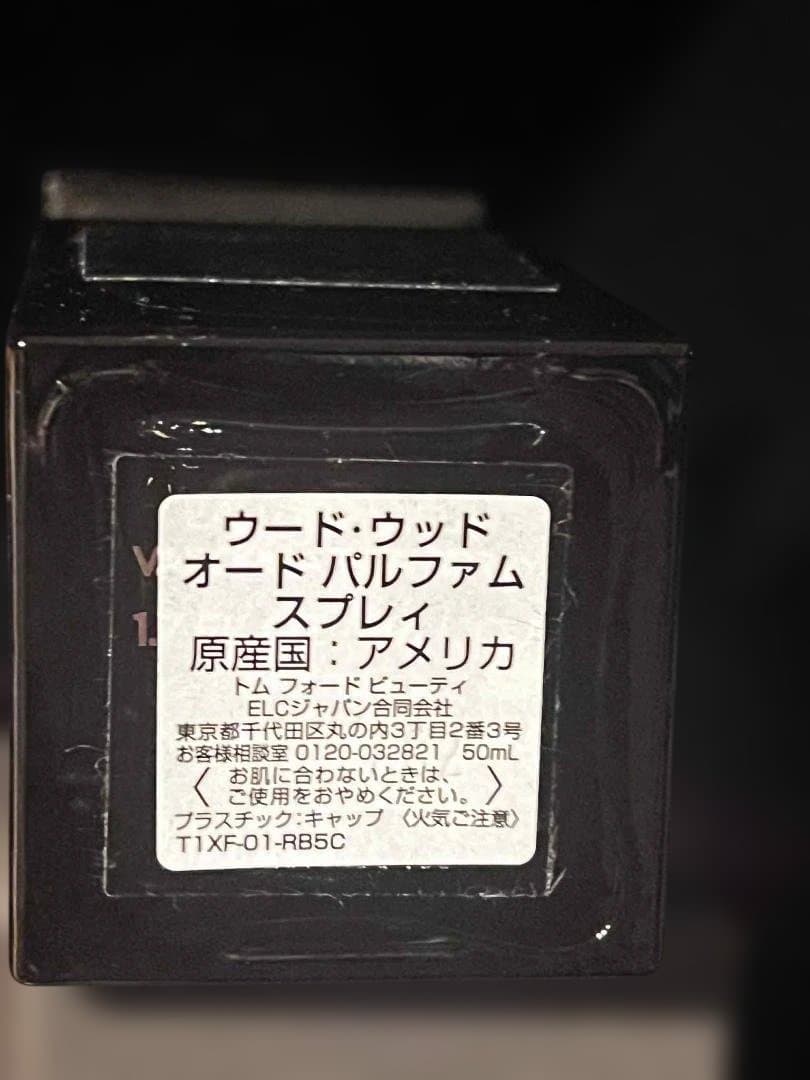 ウード・ウッド
オード パルファム
スプレィ
原産国：アメリカ
トム フォード ビューティ
ELCジャパン合同会社
東京都千代田区丸の内3丁目2番3号
お客様相談室 0120-032821 50mL
〈 お肌に合わないときは、
ご使用をおやめください。 〉
プラスチック：キャップ 〈火気ご注意〉
T1XF-01-RB5C